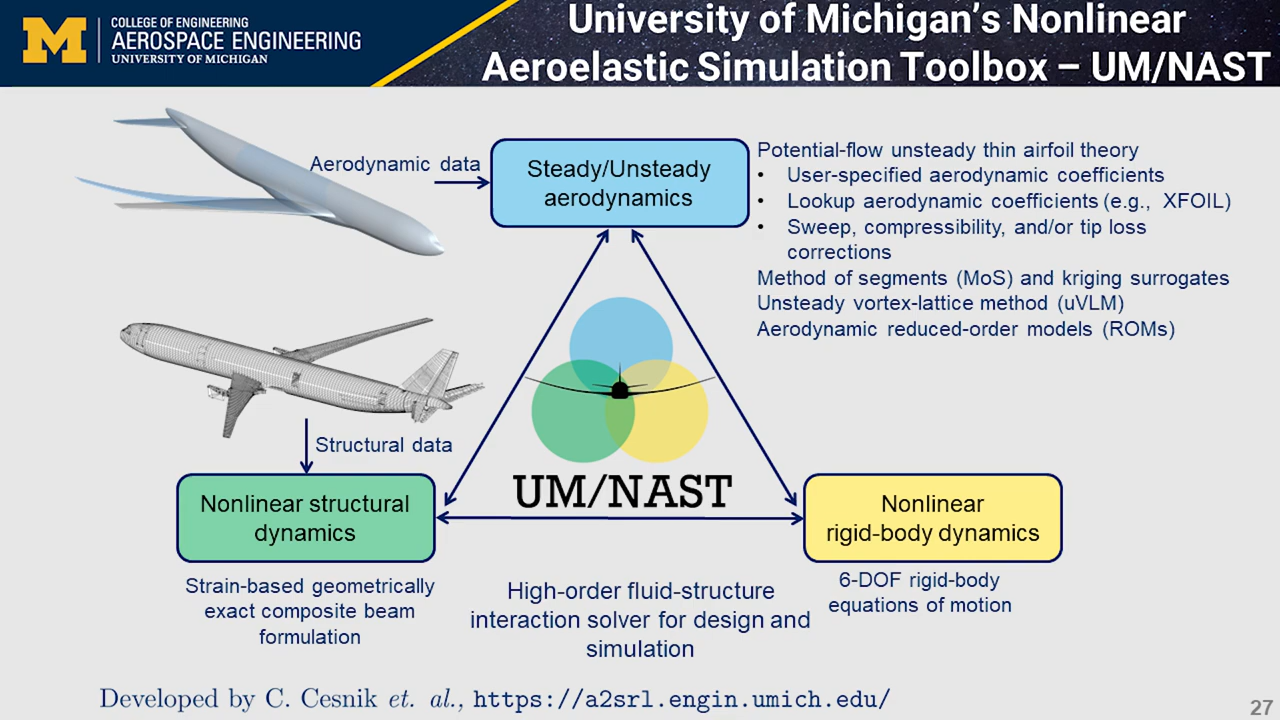 COLLEGE OF ENGINEERING
AEROSPACE ENGINEERING
UNIVERSITY OF MICHIGAN
University of Michigan's Nonlinear
Aeroelastic Simulation Toolbox – UM/NAST
Aerodynamic data
Steady/Unsteady
aerodynamics
Potential-flow unsteady thin airfoil theory
• User-specified aerodynamic coefficients
• Lookup aerodynamic coefficients (e.g., XFOIL)
• Sweep, compressibility, and/or tip loss
corrections
Method of segments (MoS) and kriging surrogates
Unsteady vortex-lattice method (uVLM)
Aerodynamic reduced-order models (ROMs)
Structural data
UM/NAST
Nonlinear structural
dynamics
Nonlinear
rigid-body dynamics
Strain-based geometrically
exact composite beam
formulation
High-order fluid-structure
interaction solver for design and
simulation
6-DOF rigid-body
equations of motion
Developed by C. Cesnik et. al., https://a2srl.engin.umich.edu/
27